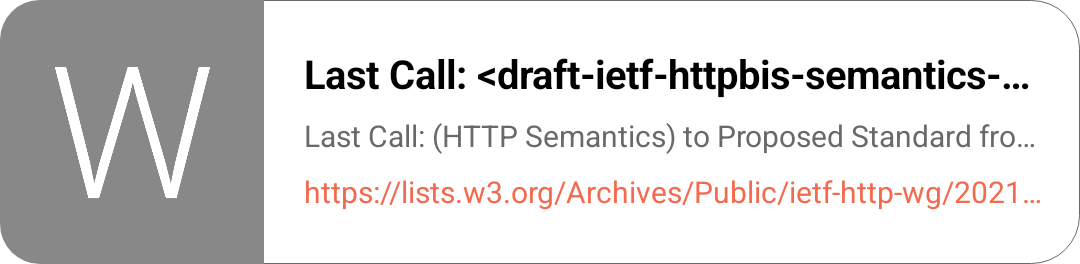 W
Last Call: <draft-ietf-httpbis-semantics-...
Last Call: (HTTP Semantics) to Proposed Standard fro...
https://lists.w3.org/Archives/Public/ietf-http-wg/2021...